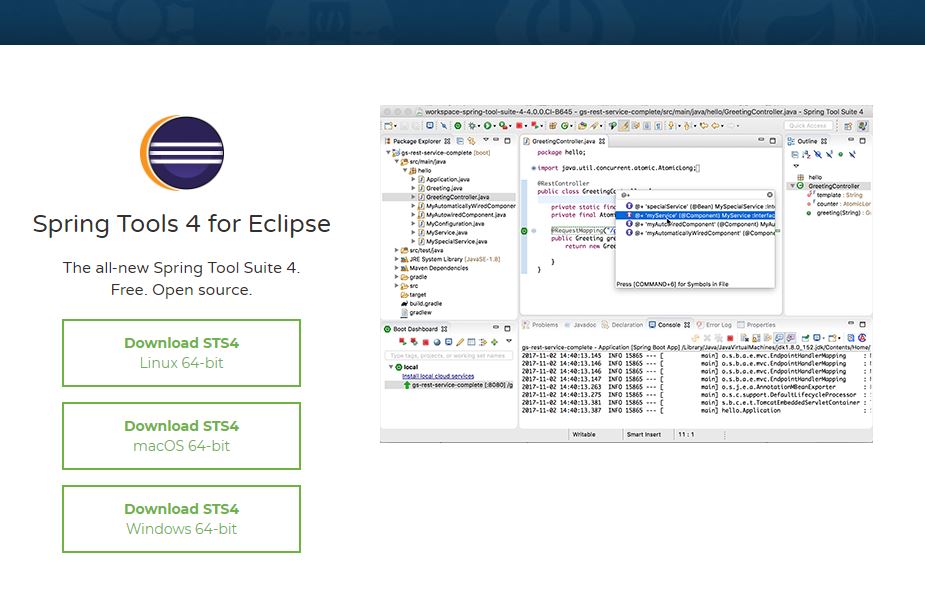 Spring Tools 4 for Eclipse
The all-new Spring Tool Suite 4.
Free. Open source.
Download STS4
Linux 64-bit
Download STS4
macOS 64-bit
Download STS4
Windows 64-bit
workspace-spring-tool-suite-4-4.0.0.CI-B645 - gs-rest-service-complete/src/main/java/hello/GreetingController.java - Spring Tool Suite 4
Quick Access
Package Explorer
gs-rest-service-complete [boot]
src/main/java
hello
Application.java
Greeting.java
GreetingController.java
MyAutomaticallyWiredComponent
MyAutowiredComponent.java
MyConfiguration.java
MyService.java
MySpecialService.java
src/test/java
JRE System Library [JavaSE-1.8]
Maven Dependencies
gradle
src
target
build.gradle
gradlew
GreetingController.java
package hello;
import java.util.concurrent.atomic.AtomicLong;
@RestController
public class GreetingController {
private static fin
private final Atom
@RequestMapping("/g
public Greeting gre
return new G
}
}
@+
@+ 'specialService' (@Bean) MySpecialService
@+ 'myService' (@Component) MyService
@+ 'myAutowiredComponent' (@Component) MyA
@+ 'myAutomaticallyWiredComponent' (@Compone
Press [COMMAND+6] for Symbols in File
Outline
hello
GreetingController
template : String
counter : AtomicLon
greeting(String) : G
Boot Dashboard
Type tags, projects, or working set names
local
Install local cloud services
gs-rest-service-complete [:8080] /g
Problems
Javadoc
Declaration
Console
Error Log
Properties
gs-rest-service-complete - Application [Spring Boot App] /Library/Java/JavaVirtualMachines/jdk1.8.0_152.jdk/Contents/Home/
2017-11-02 14:40:13.145 INFO 15865 --- [ main] o.s.b.a.e.mvc.EndpointHandlerMapping :
2017-11-02 14:40:13.146 INFO 15865 --- [ main] o.s.b.a.e.mvc.EndpointHandlerMapping :
2017-11-02 14:40:13.146 INFO 15865 --- [ main] o.s.b.a.e.mvc.EndpointHandlerMapping :
2017-11-02 14:40:13.147 INFO 15865 --- [ main] o.s.b.a.e.mvc.EndpointHandlerMapping :
2017-11-02 14:40:13.263 INFO 15865 --- [ main] o.s.j.e.a.AnnotationMBeanExporter :
2017-11-02 14:40:13.275 INFO 15865 --- [ main] o.s.c.support.DefaultLifecycleProcessor :
2017-11-02 14:40:13.381 INFO 15865 --- [ main] s.b.c.e.t.TomcatEmbeddedServletContainer :
2017-11-02 14:40:13.387 INFO 15865 --- [ main] hello.Application :
Writable
Smart Insert
11 : 1